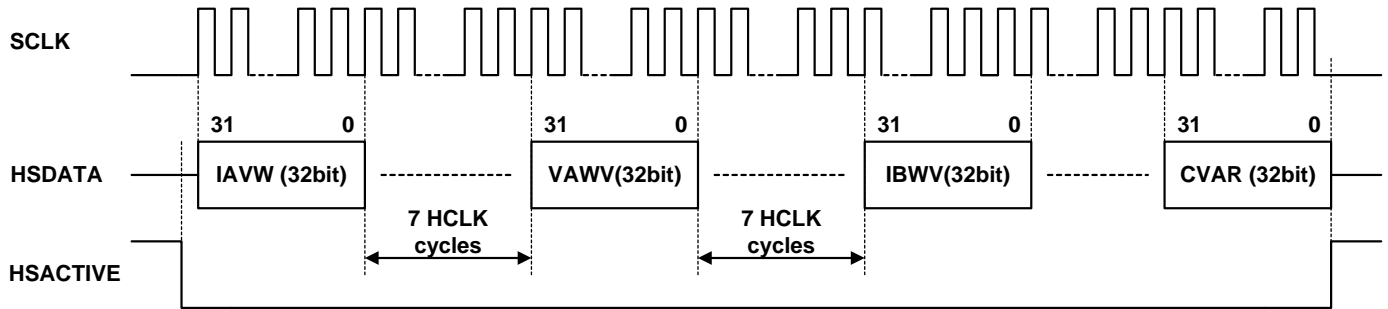 SCLK
31 0 31 0 31 0 31 0
HSDATA IAVW (32bit) VAWV(32bit) IBWV(32bit) CVAR (32bit)
7 HCLK cycles 7 HCLK cycles
HSACTIVE